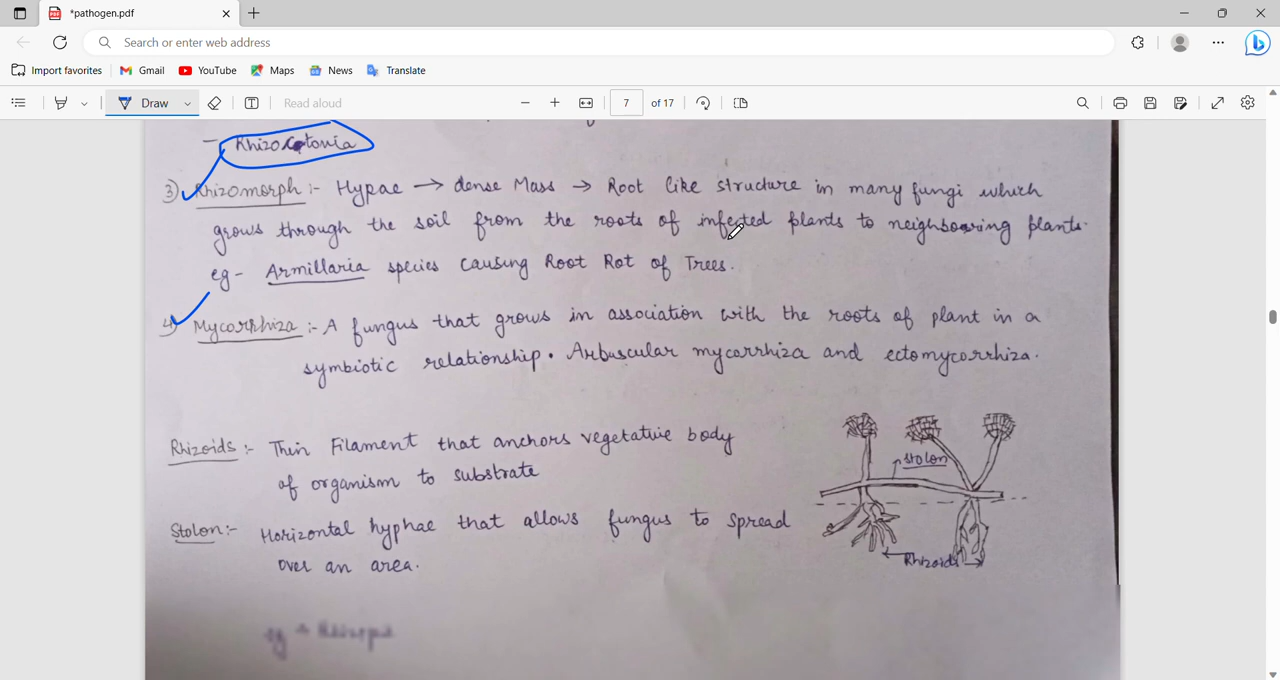 *pathogen.pdf
Search or enter web address
Import favorites Gmail YouTube Maps News Translate
Draw Read aloud 7 of 17
- Rhizoctonia
3) Rhizomorph :- Hypae → dense Mass → Root like structure in many fungi which
grows through the soil from the roots of infested plants to neighboaring plants.
eg- Armillaria species causing Root Rot of Trees.
4) Mycorrhiza :- A fungus that grows in association with the roots of plant in a
symbiotic relationship. Arbuscular mycorrhiza and ectomycorrhiza.
Rhizoids :- Thin Filament that anchors vegetative body
of organism to substrate
Stolon
Stolon:- Horizontal hyphae that allows fungus to spread
over an area.
Rhizoids
eg